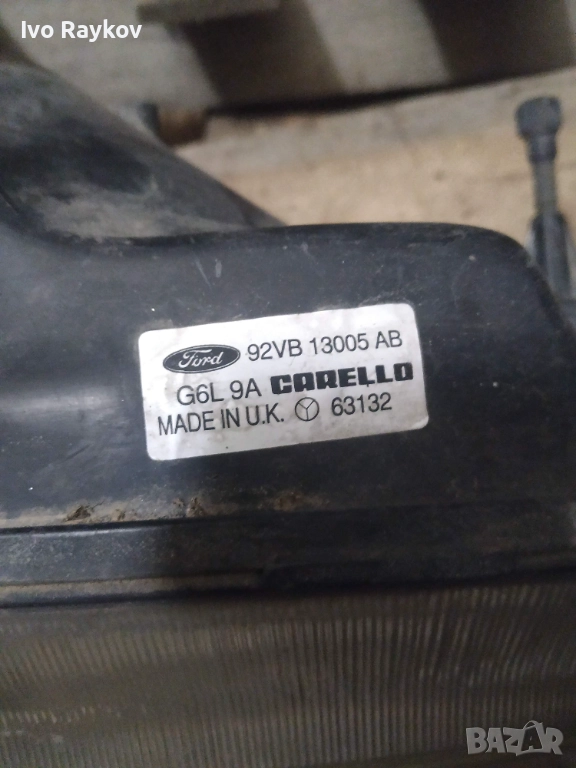 Ivo Raykov
Ford 92VB 13005 AB
G6L 9A CARELLO
MADE IN U.K. 63132
BAZAR